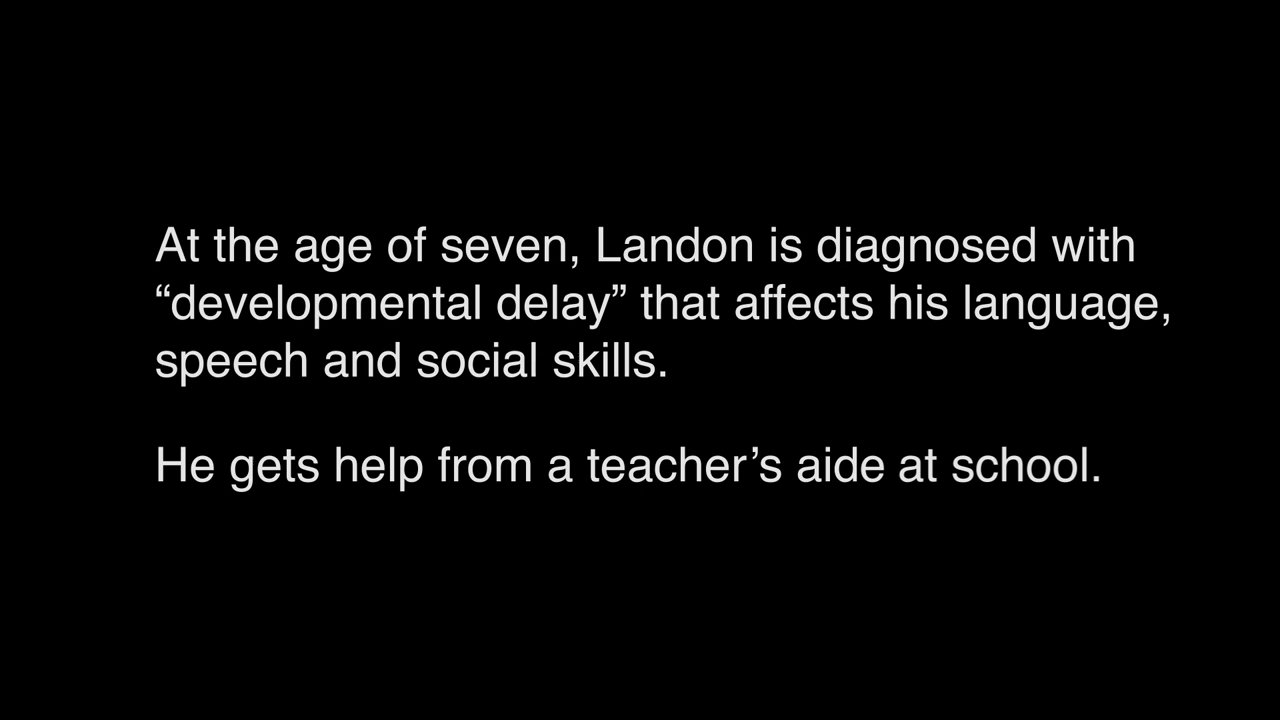 At the age of seven, Landon is diagnosed with
“developmental delay” that affects his language,
speech and social skills.
He gets help from a teacher’s aide at school.